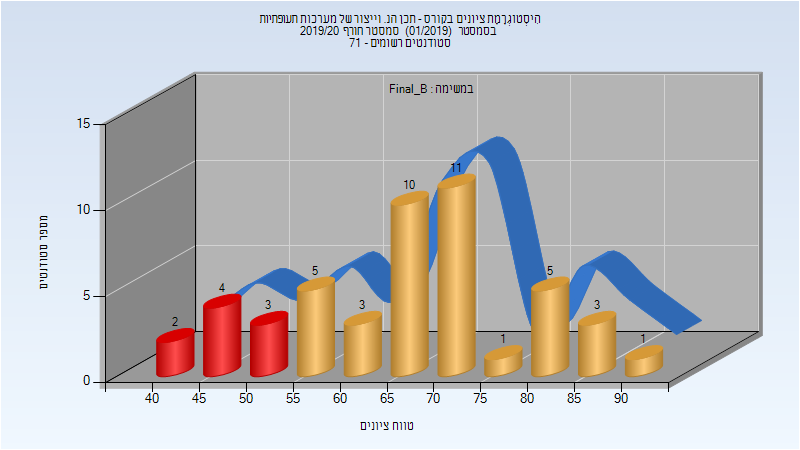 היסטוגרמת ציונים בקורס - תכן הנ. וייצור של מערכות תעופתיות
בסמסטר (01/2019) סמסטר חורף 2019/20
סטודנטים רשומים - 71
במשימה : Final_B
מספר סטודנטים
15
10
5
0
2
4
3
5
3
10
11
1
5
3
1
40 45 50 55 60 65 70 75 80 85 90
טווח ציונים